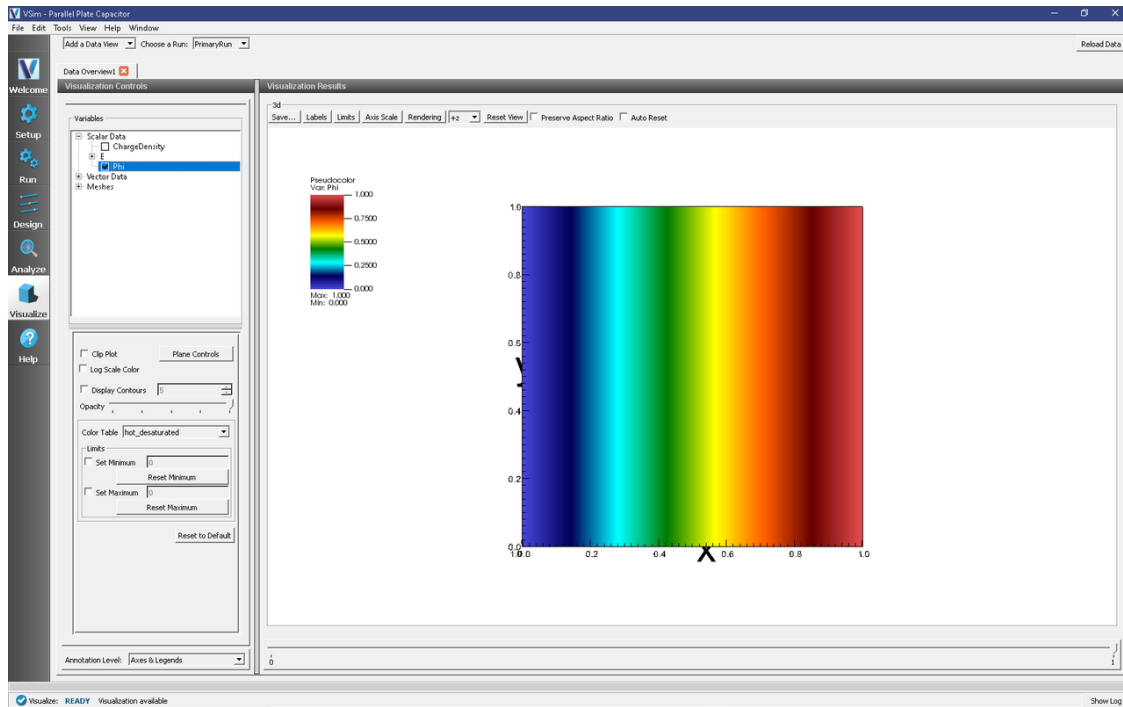 VSim - Parallel Plate Capacitor
File Edit Tools View Help Window
Add a Data View Choose a Run: PrimaryRun Reload Data
Data Overview1
Visualization Controls
Visualization Results
Welcome
Setup
Run
Design
Analyze
Visualize
Help
Variables
Scalar Data
ChargeDensity
E
Phi
Vector Data
Meshes
Clip Plot Plane Controls
Log Scale Color
Display Contours 5
Opacity
Color Table hot_desaturated
Limits
Set Minimum 0
Reset Minimum
Set Maximum 0
Reset Maximum
Reset to Default
Annotation Level: Axes & Legends
3d
Save... Labels Limits Axis Scale Rendering +z Reset View Preserve Aspect Ratio Auto Reset
Pseudocolor
Var: Phi
1.000
0.7500
0.5000
0.2500
0.000
Max: 1.000
Min: 0.000
1.0
0.8
0.6
0.4
0.2
0.0
0.0 0.2 0.4 X 0.6 0.8 1.0
0 1
Visualize: READY Visualization available Show Log